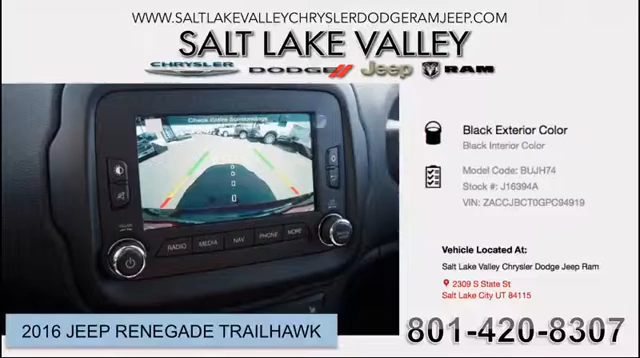 WWW.SALTLAKEVALLEYCHRYSLERDODGERAMJEEP.COM
SALT LAKE VALLEY
CHRYSLER DODGE Jeep RAM
Check Entire Surroundings
RADIO MEDIA NAV PHONE MORE
Black Exterior Color
Black Interior Color
Model Code: BUJH74
Stock #: J16394A
VIN: ZACCJBCT0GPC94919
Vehicle Located At:
Salt Lake Valley Chrysler Dodge Jeep Ram
2309 S State St
Salt Lake City UT 84115
2016 JEEP RENEGADE TRAILHAWK
801-420-8307